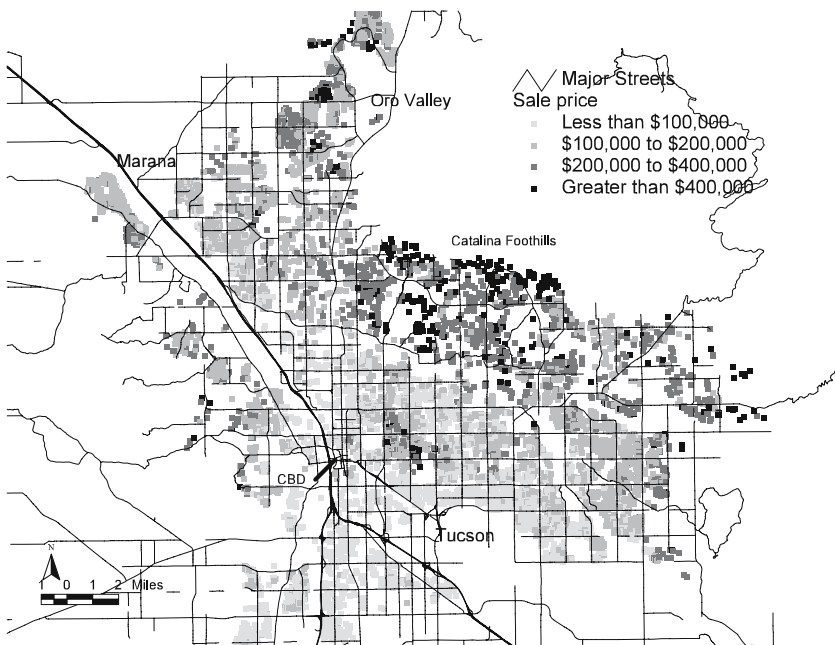 Major Streets
Sale price
Less than $100,000
$100,000 to $200,000
$200,000 to $400,000
Greater than $400,000
Oro Valley
Marana
Catalina Foothills
CBD
Tucson
N
1 0 1 2 Miles